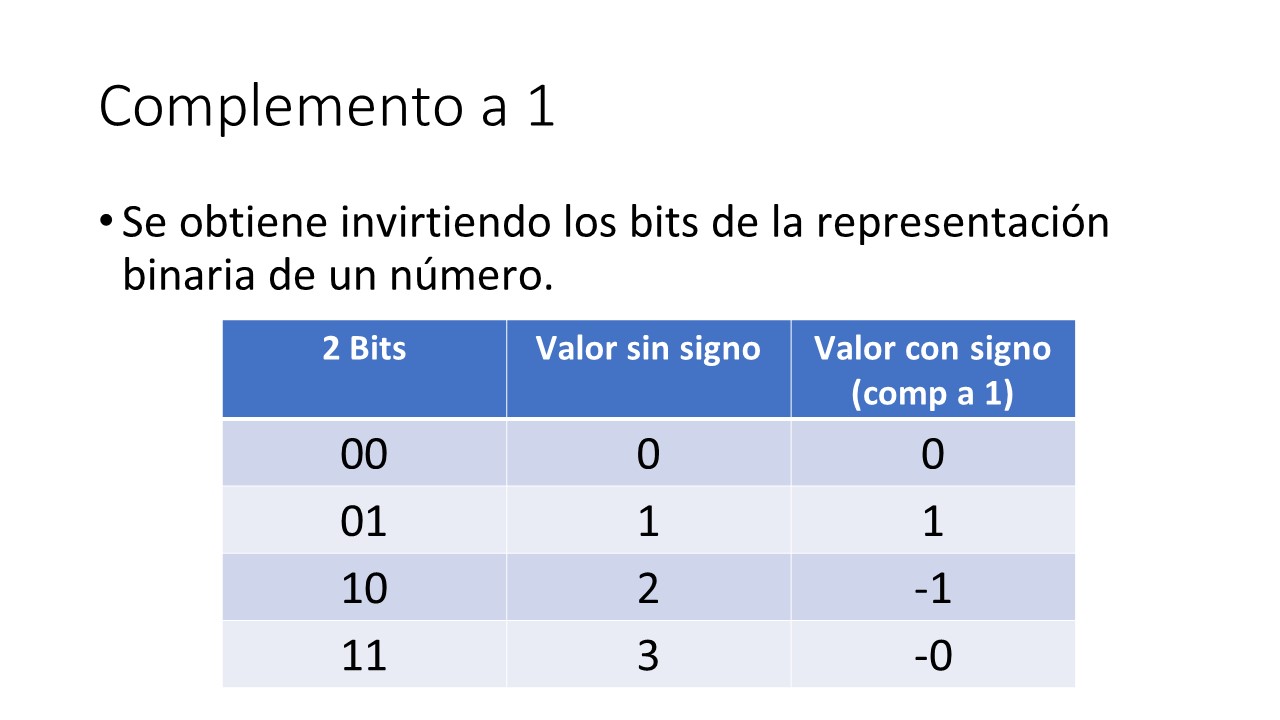 Complemento a 1
• Se obtiene invirtiendo los bits de la representación
binaria de un número.
2 Bits Valor sin signo Valor con signo
(comp a 1)
00 0 0
01 1 1
10 2 -1
11 3 -0